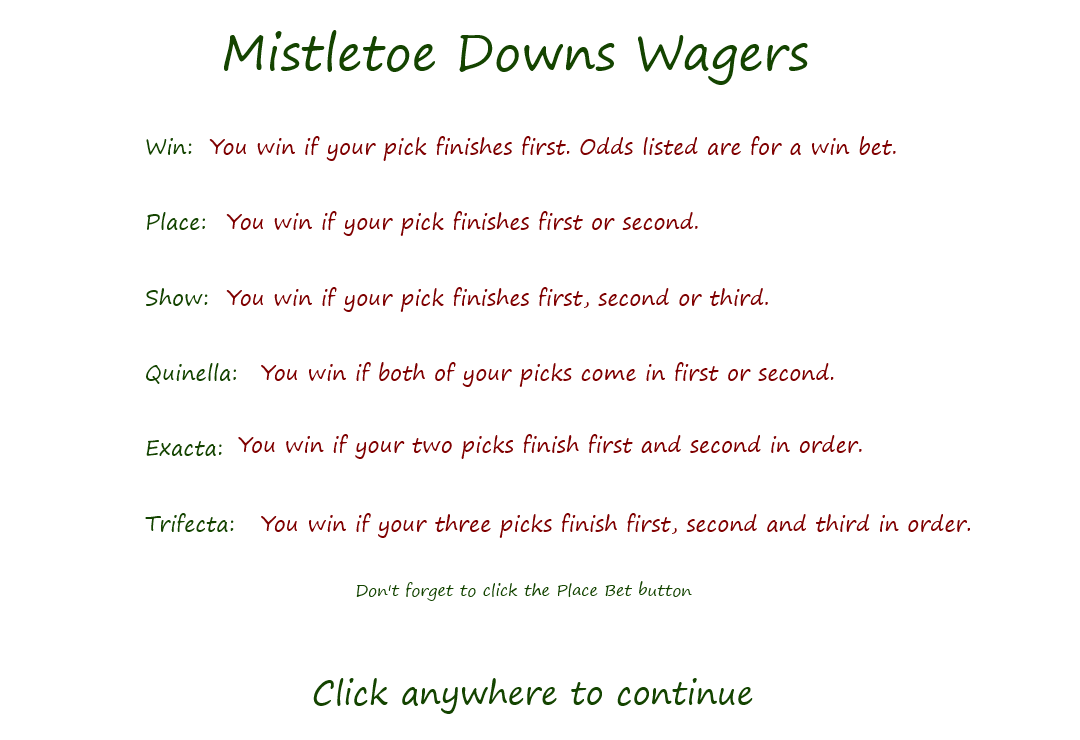 Mistletoe Downs Wagers
Win: You win if your pick finishes first. Odds listed are for a win bet.
Place: You win if your pick finishes first or second.
Show: You win if your pick finishes first, second or third.
Quinella: You win if both of your picks come in first or second.
Exacta: You win if your two picks finish first and second in order.
Trifecta: You win if your three picks finish first, second and third in order.
Don't forget to click the Place Bet button
Click anywhere to continue